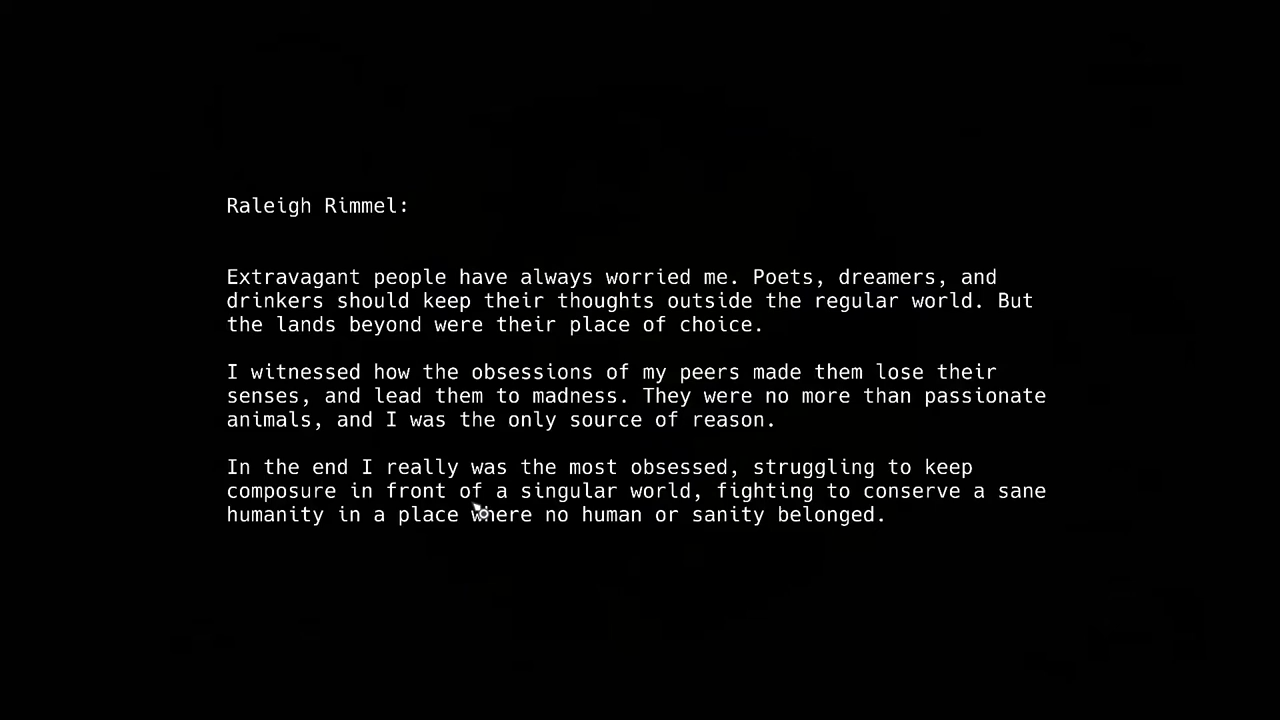 Raleigh Rimmel:
Extravagant people have always worried me. Poets, dreamers, and
drinkers should keep their thoughts outside the regular world. But
the lands beyond were their place of choice.
I witnessed how the obsessions of my peers made them lose their
senses, and lead them to madness. They were no more than passionate
animals, and I was the only source of reason.
In the end I really was the most obsessed, struggling to keep
composure in front of a singular world, fighting to conserve a sane
humanity in a place where no human or sanity belonged.